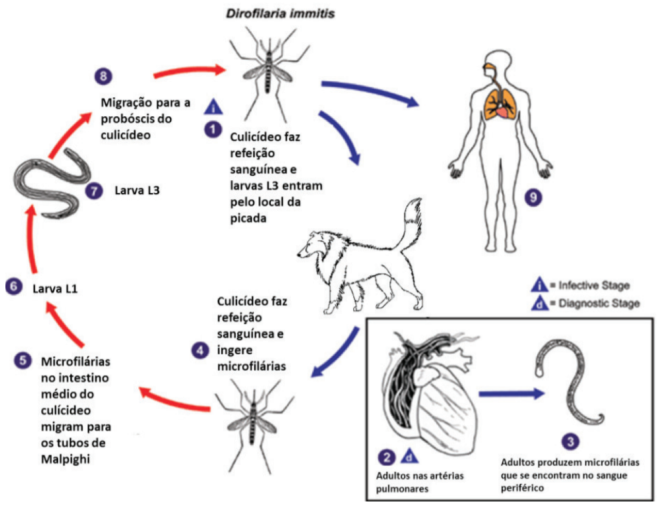 Dirofilaria immitis
8
Migração para a
probóscis do
culicídeo
i
1
Culicídeo faz
refeição
sanguínea e
larvas L3 entram
pelo local da
picada
9
7
Larva L3
6
Larva L1
i = Infective Stage
d = Diagnostic Stage
4
Culicídeo faz
refeição
sanguínea e
ingere
microfilárias
5
Microfilárias
no intestino
médio do
culícideo
migram para
os tubos de
Malpighi
2
d
Adultos nas artérias
pulmonares
3
Adultos produzem microfilárias
que se encontram no sangue
periférico